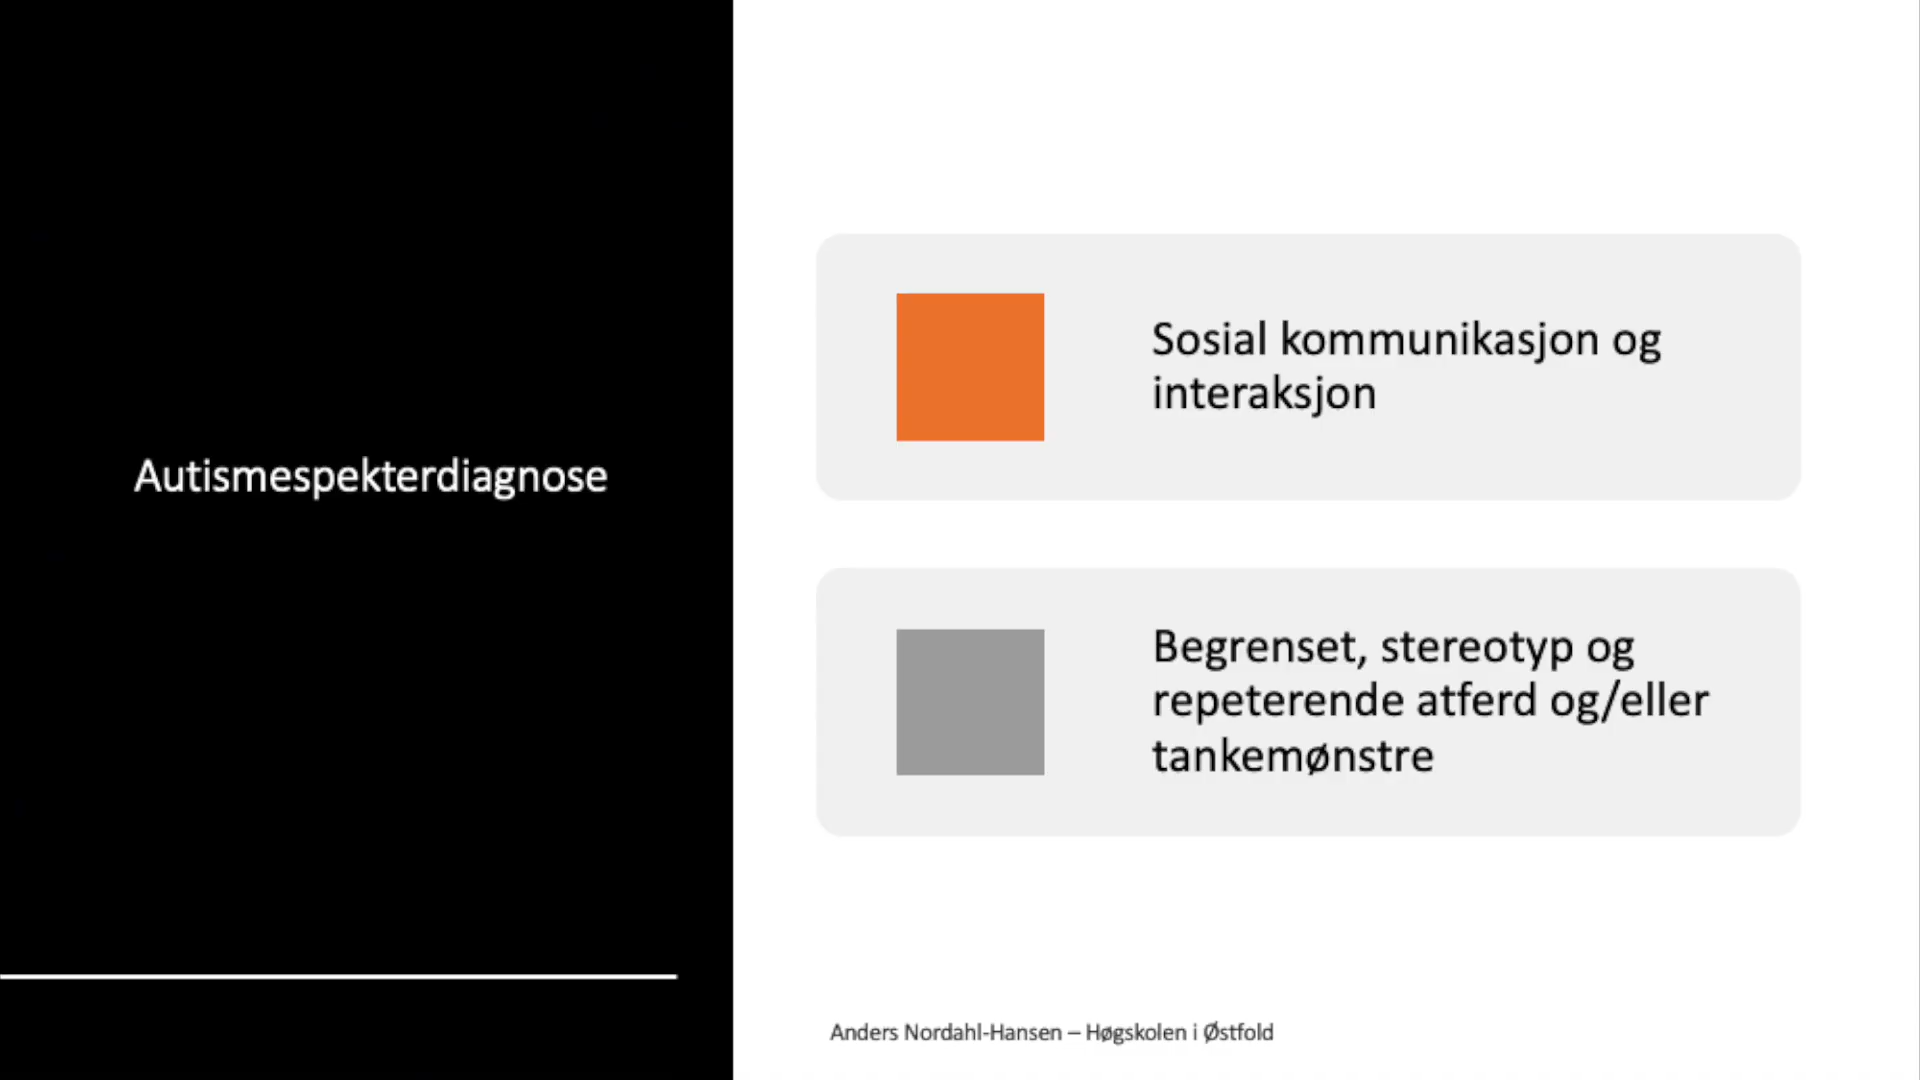 Autismespekterdiagnose
Sosial kommunikasjon og
interaksjon
Begrenset, stereotyp og
repeterende atferd og/eller
tankemønstre
Anders Nordahl-Hansen – Høgskolen i Østfold